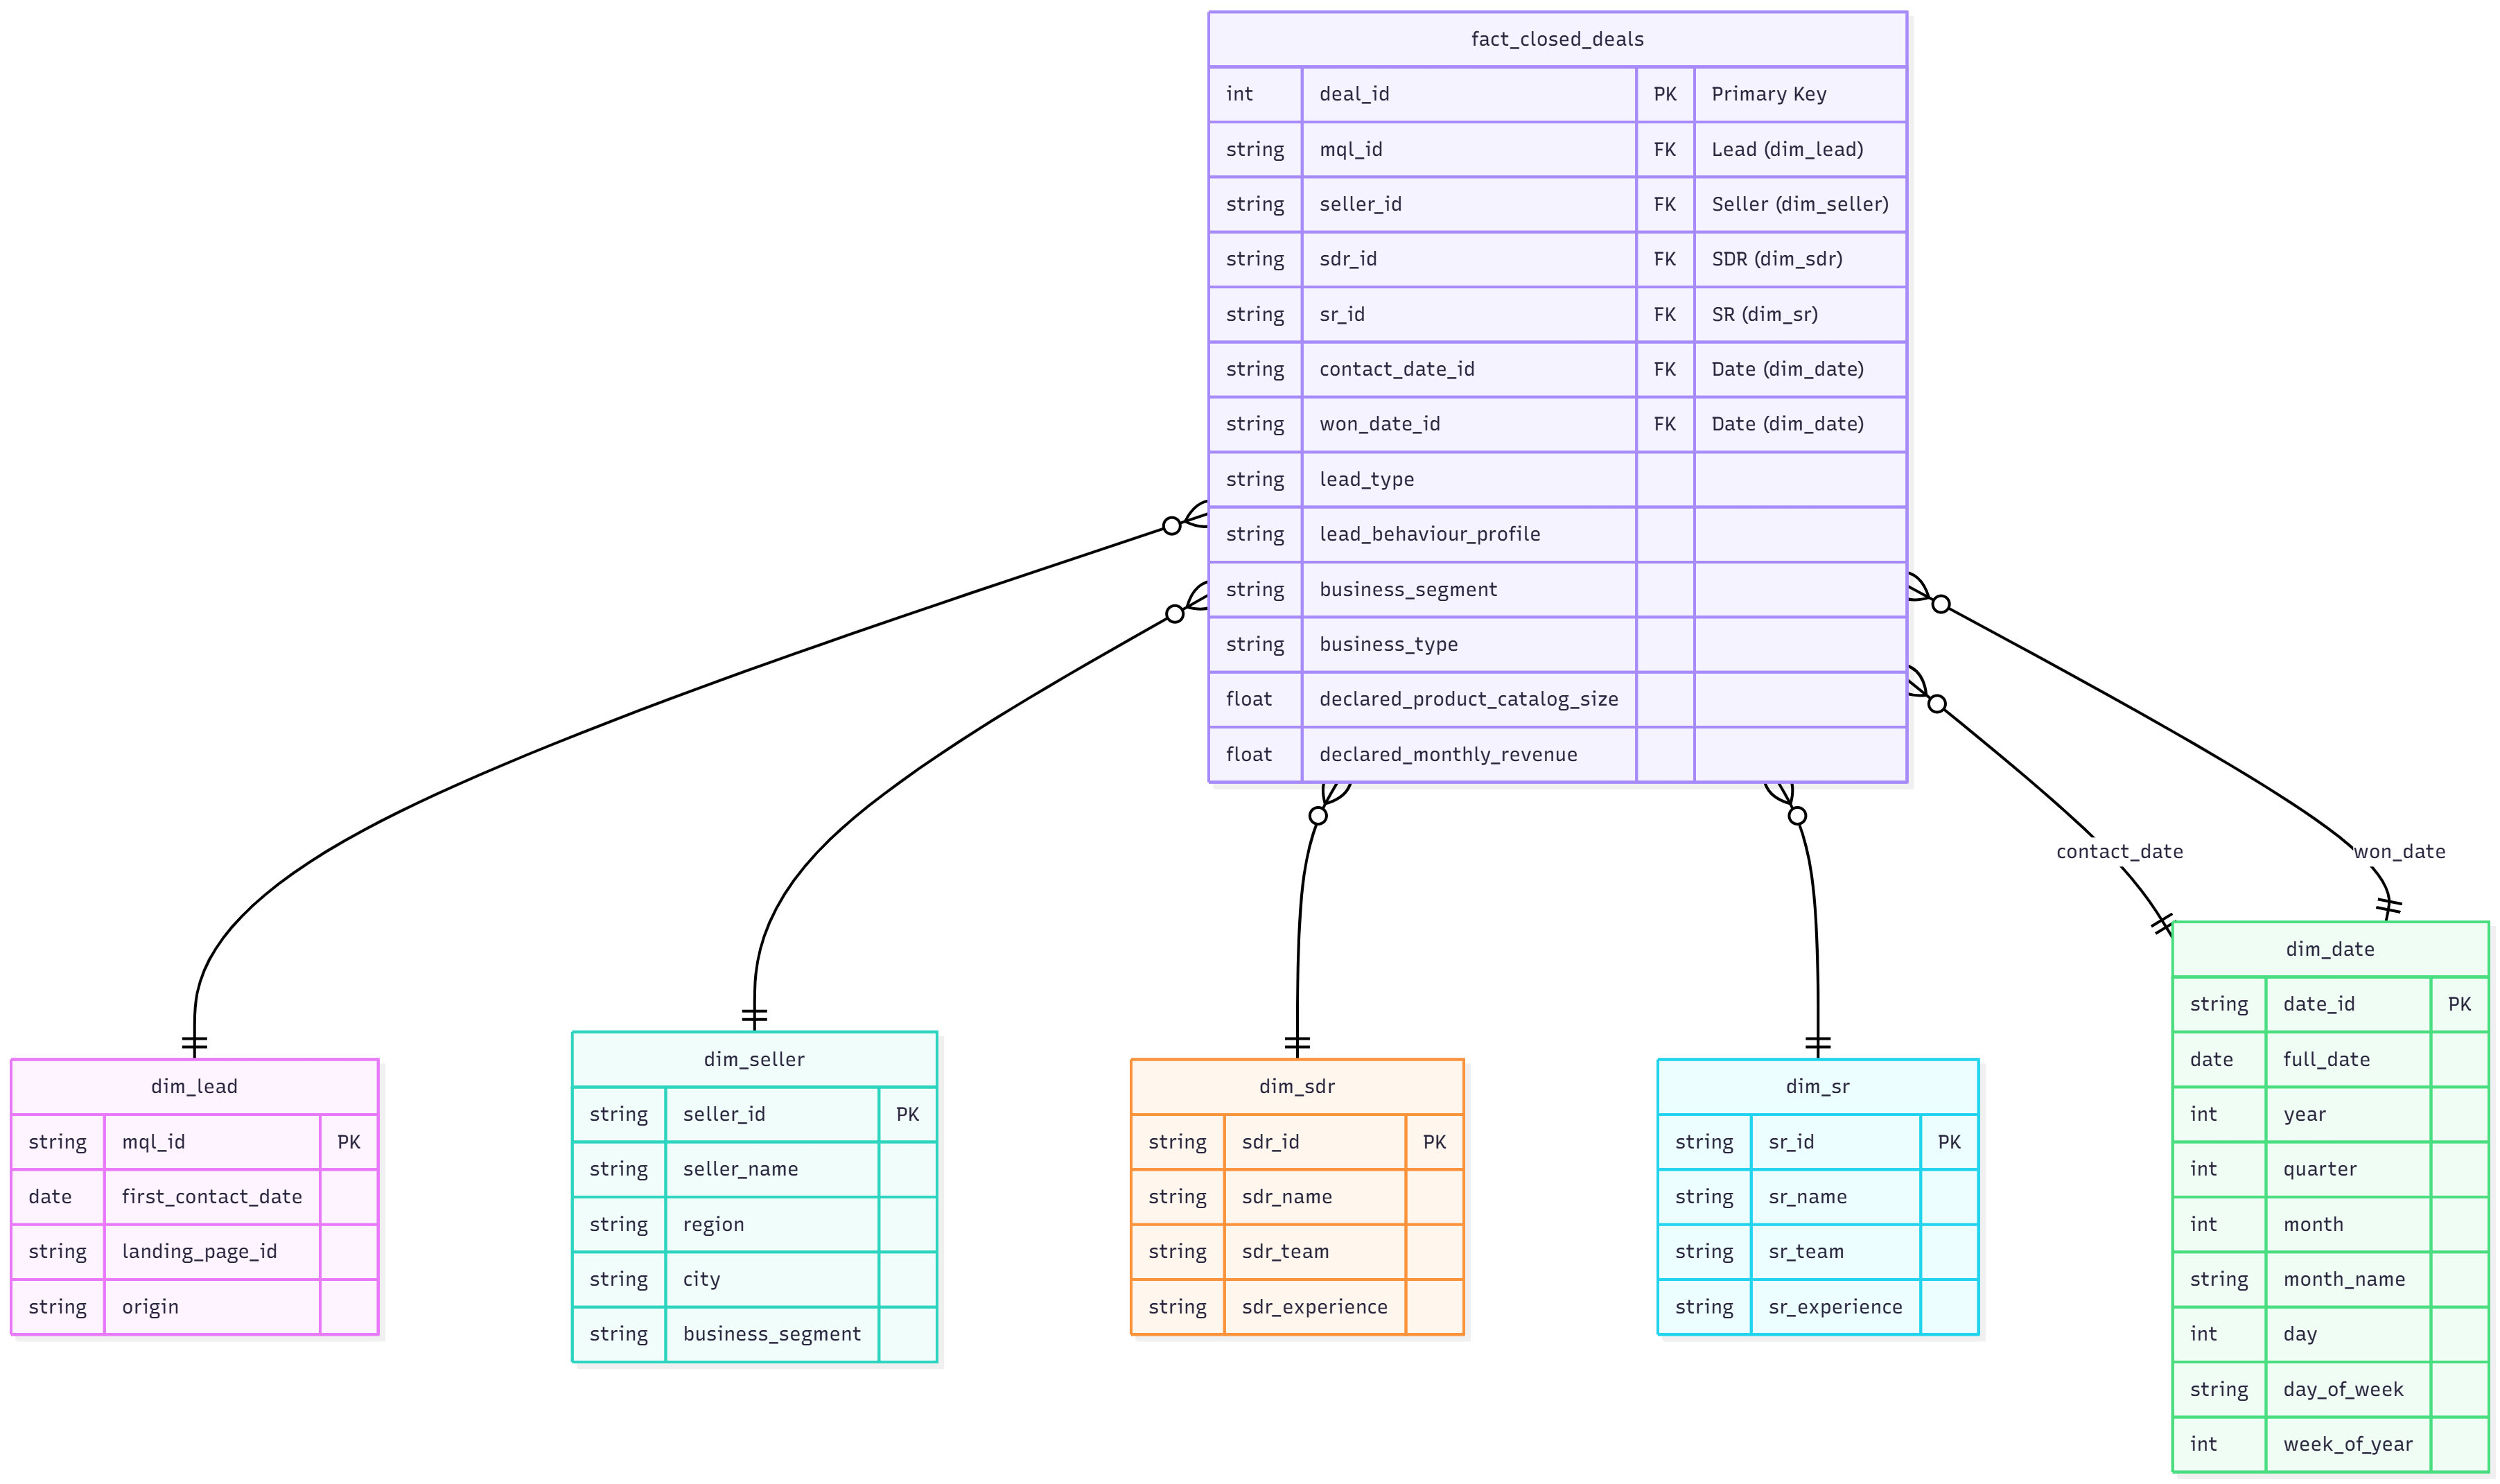 fact_closed_deals
int deal_id PK Primary Key
string mql_id FK Lead (dim_lead)
string seller_id FK Seller (dim_seller)
string sdr_id FK SDR (dim_sdr)
string sr_id FK SR (dim_sr)
string contact_date_id FK Date (dim_date)
string won_date_id FK Date (dim_date)
string lead_type
string lead_behaviour_profile
string business_segment
string business_type
float declared_product_catalog_size
float declared_monthly_revenue
contact_date
won_date
dim_lead
string mql_id PK
date first_contact_date
string landing_page_id
string origin
dim_seller
string seller_id PK
string seller_name
string region
string city
string business_segment
dim_sdr
string sdr_id PK
string sdr_name
string sdr_team
string sdr_experience
dim_sr
string sr_id PK
string sr_name
string sr_team
string sr_experience
dim_date
string date_id PK
date full_date
int year
int quarter
int month
string month_name
int day
string day_of_week
int week_of_year